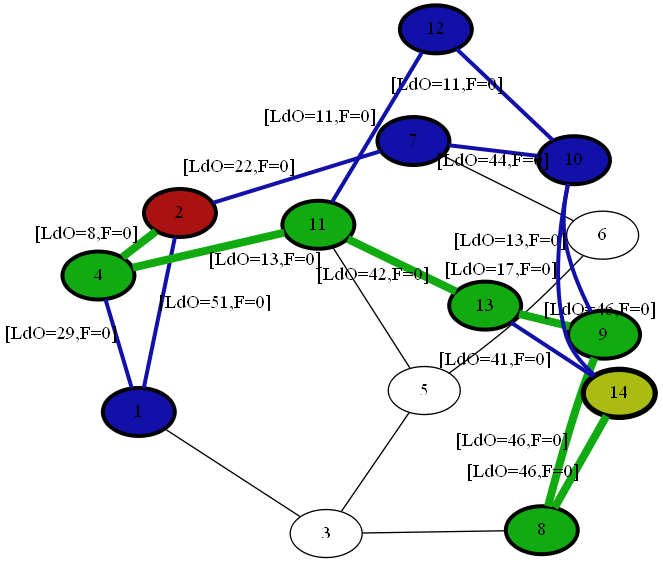 12
[LdO=11,F=0]
[LdO=11,F=0]
7
[LdO=44,F=0]
10
[LdO=22,F=0]
2
11
[LdO=8,F=0]
6
[LdO=13,F=0]
[LdO=13,F=0]
4
[LdO=42,F=0]
[LdO=17,F=0]
[LdO=51,F=0]
13
[LdO=46,F=0]
[LdO=29,F=0]
9
[LdO=41,F=0]
5
14
1
[LdO=46,F=0]
[LdO=46,F=0]
3
8